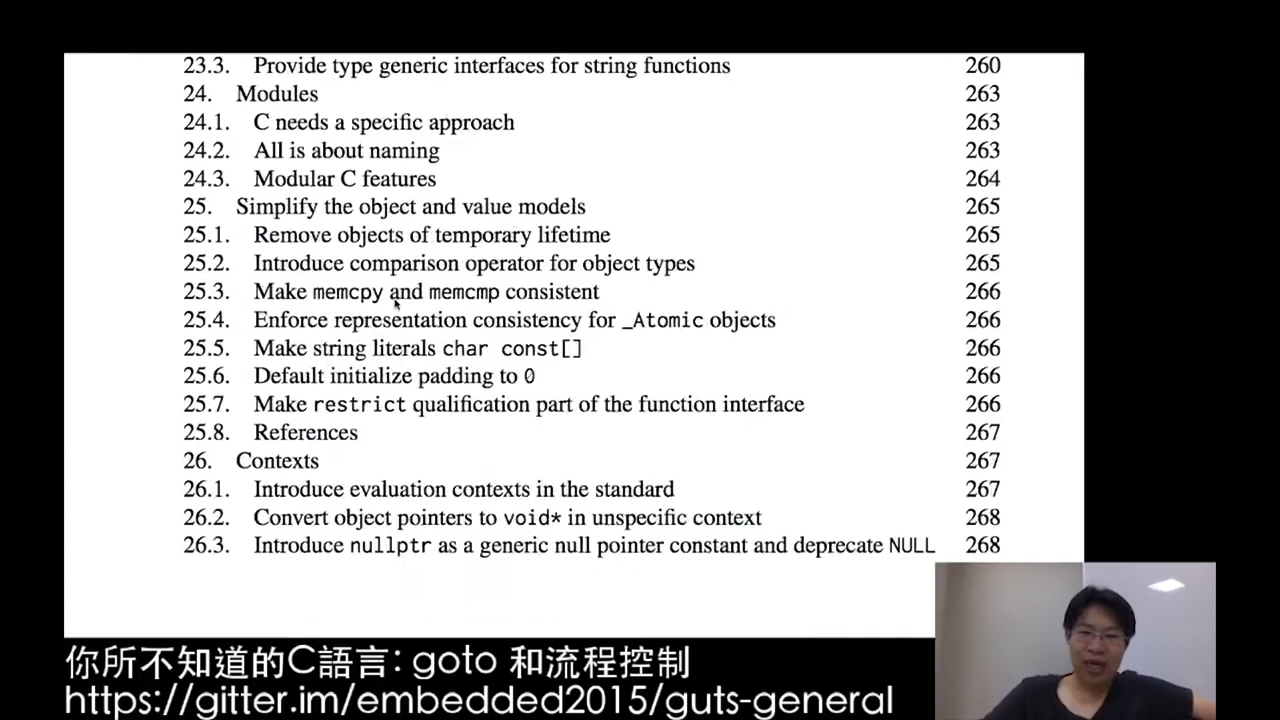 23.3. Provide type generic interfaces for string functions 260
24. Modules 263
24.1. C needs a specific approach 263
24.2. All is about naming 263
24.3. Modular C features 264
25. Simplify the object and value models 265
25.1. Remove objects of temporary lifetime 265
25.2. Introduce comparison operator for object types 265
25.3. Make memcpy and memcmp consistent 266
25.4. Enforce representation consistency for _Atomic objects 266
25.5. Make string literals char const[] 266
25.6. Default initialize padding to 0 266
25.7. Make restrict qualification part of the function interface 266
25.8. References 267
26. Contexts 267
26.1. Introduce evaluation contexts in the standard 267
26.2. Convert object pointers to void* in unspecific context 268
26.3. Introduce nullptr as a generic null pointer constant and deprecate NULL 268
你所不知道的C語言: goto 和流程控制
https://gitter.im/embedded2015/guts-general